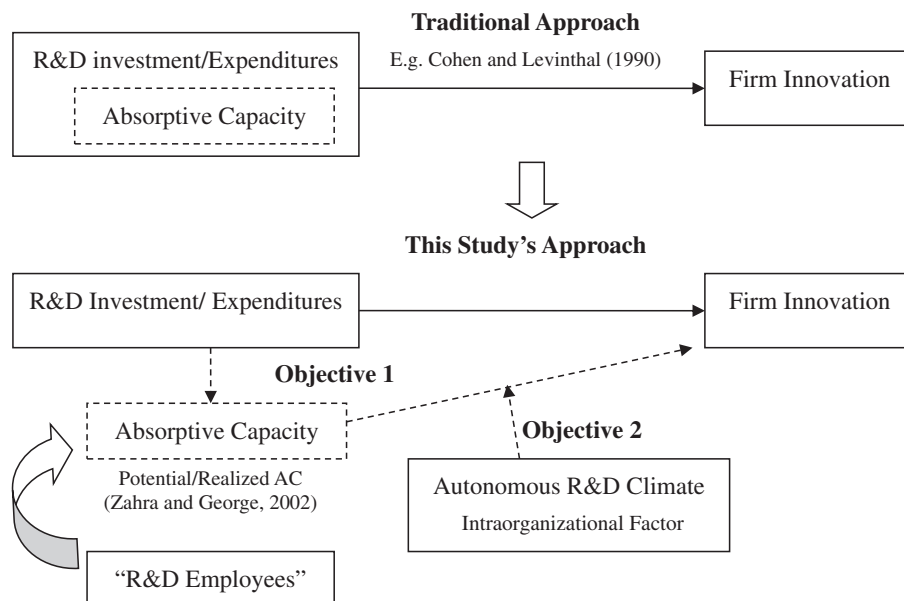 Traditional Approach
R&D investment/Expenditures
E.g. Cohen and Levinthal (1990)
Firm Innovation
Absorptive Capacity
This Study’s Approach
R&D Investment/ Expenditures
Firm Innovation
Objective 1
Absorptive Capacity
Objective 2
Potential/Realized AC
(Zahra and George, 2002)
Autonomous R&D Climate
Intraorganizational Factor
“R&D Employees”